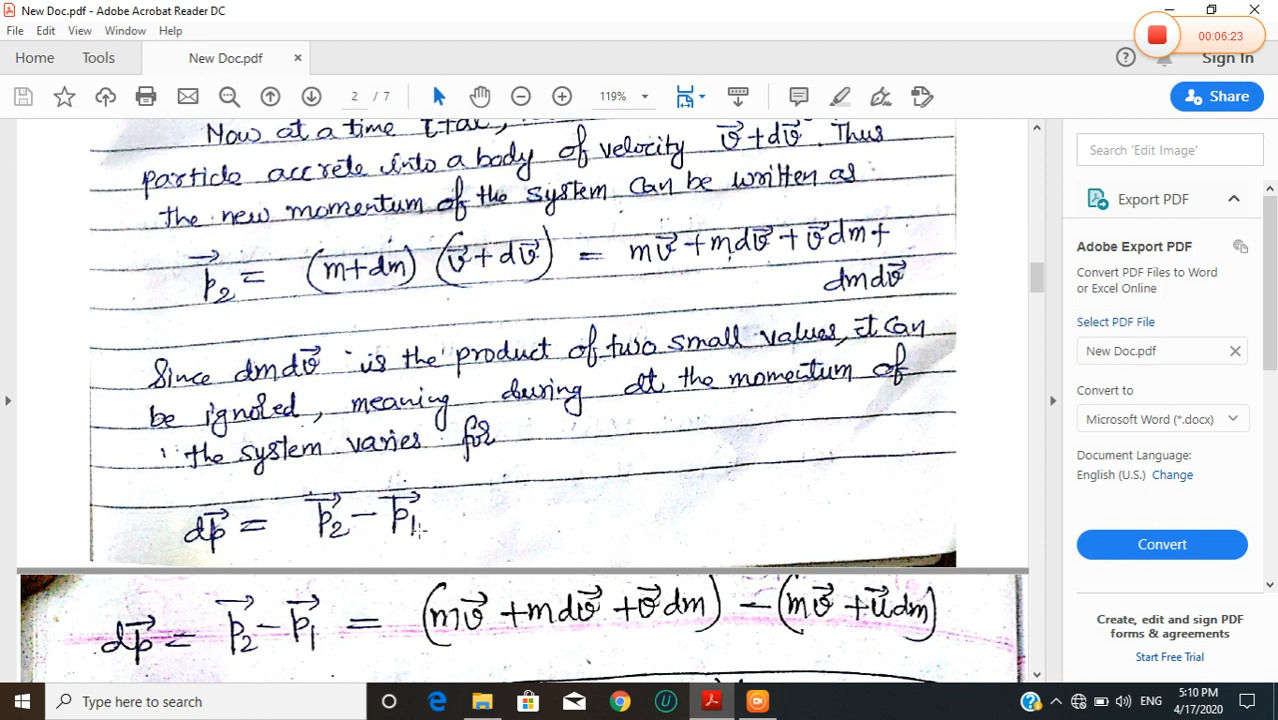 New Doc.pdf - Adobe Acrobat Reader DC
File Edit View Window Help
00:06:23
Home Tools New Doc.pdf × Sign In
2 / 7 119% Share
Now at a time t+dt,
particle accrete into a body of velocity v⃗+dv⃗. Thus
the new momentum of the system can be written as
p⃗₂ = (m+dm) (v⃗+dv⃗) = mv⃗+mdv⃗+v⃗dm+
dmdv⃗
Since dmdv⃗ is the product of two small values, it can
be ignored, meaning during dt the momentum of
the system varies for
dp⃗ = p⃗₂ − p⃗₁
dp⃗ = p⃗₂−p⃗₁ = (mv⃗ +mdv⃗ +v⃗dm) − (mv⃗ +u⃗dm)
Search 'Edit Image'
Export PDF
Adobe Export PDF
Convert PDF Files to Word
or Excel Online
Select PDF File
New Doc.pdf
Convert to
Microsoft Word (*.docx)
Document Language:
English (U.S.) Change
Convert
Create, edit and sign PDF
forms & agreements
Start Free Trial
Type here to search
ENG
5:10 PM
4/17/2020